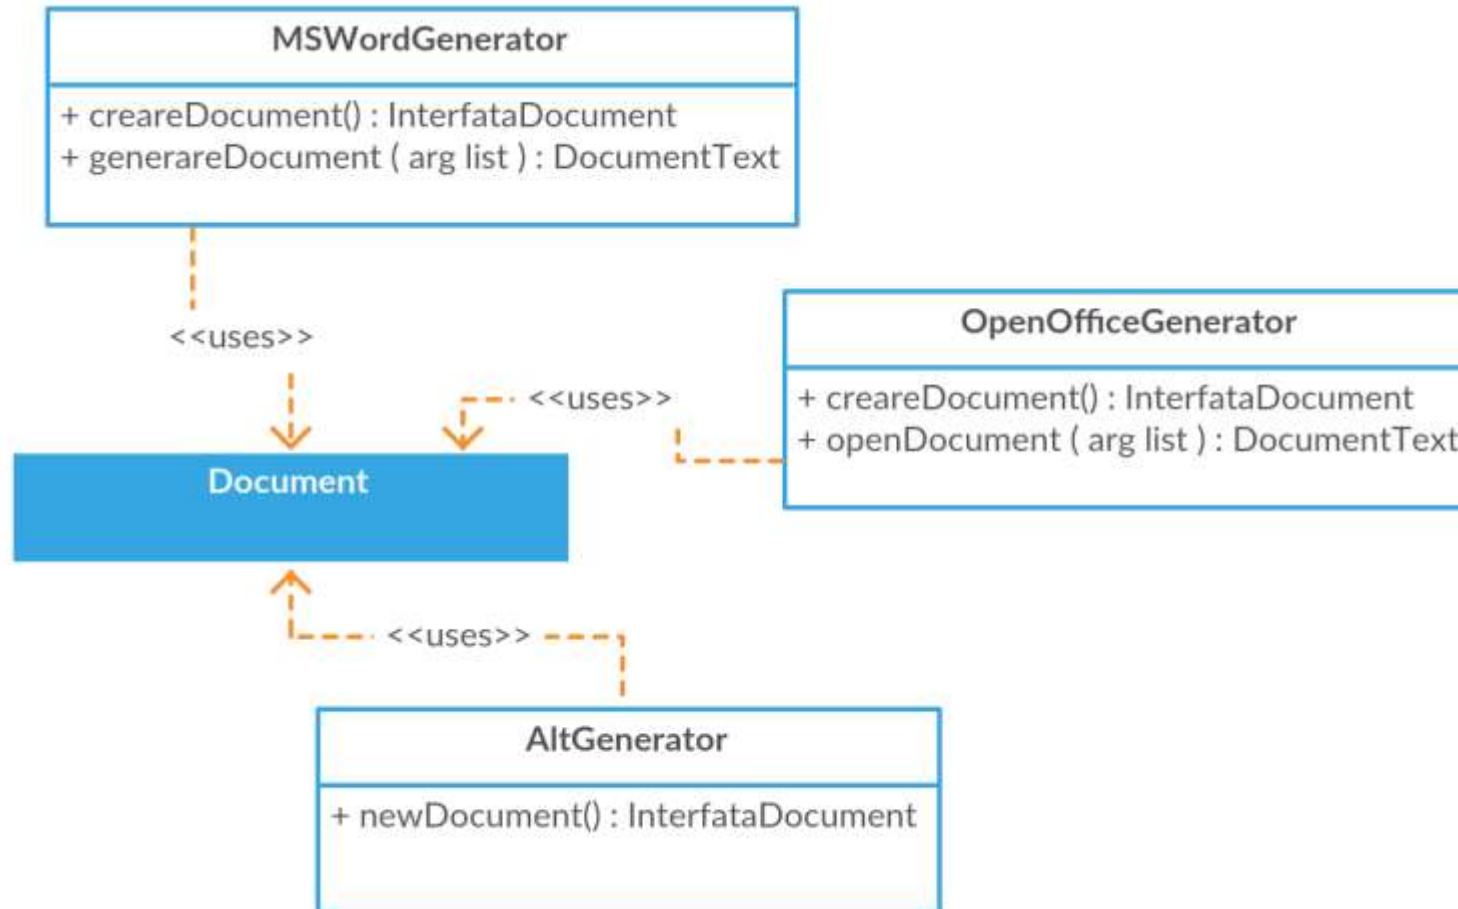 MSWordGenerator
+ creareDocument() : InterfataDocument
+ generareDocument ( arg list ) : DocumentText
<<uses>>
OpenOfficeGenerator
+ creareDocument() : InterfataDocument
+ openDocument ( arg list ) : DocumentText
<<uses>>
Document
<<uses>>
AltGenerator
+ newDocument() : InterfataDocument